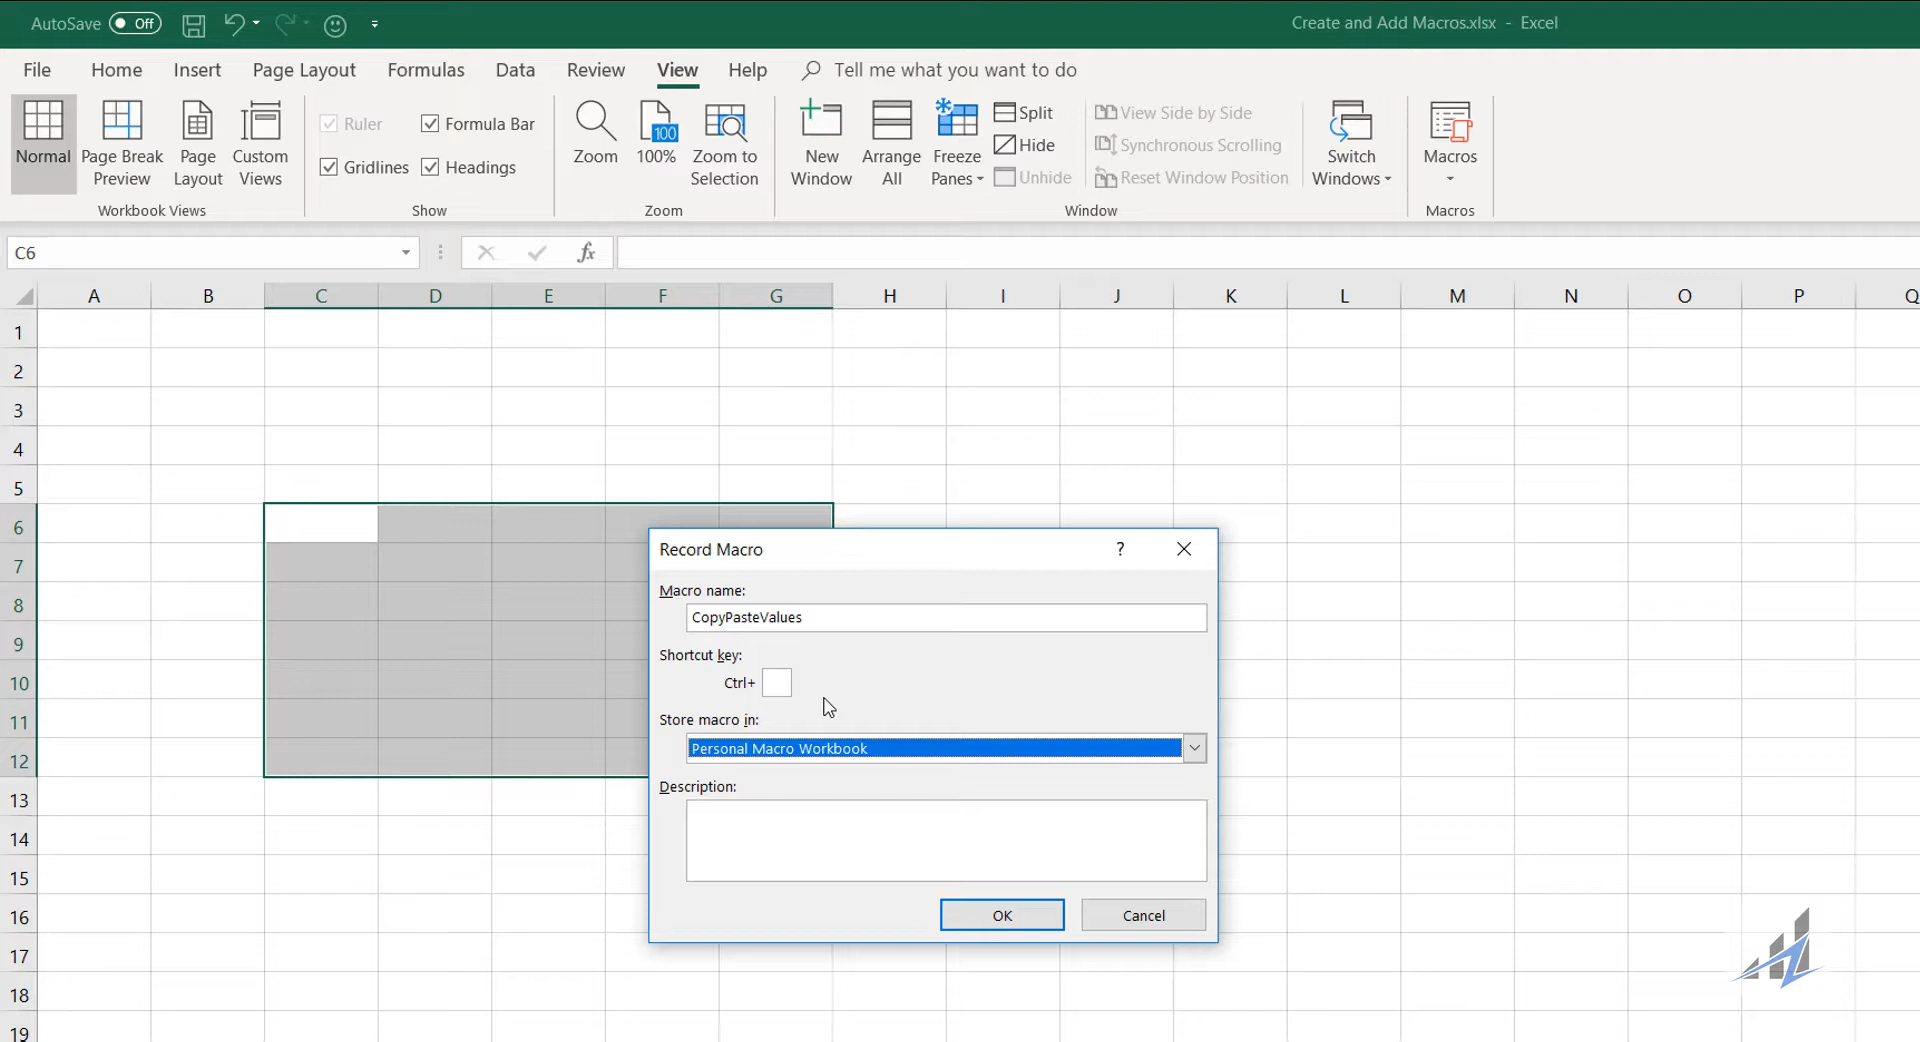 AutoSave Off
Create and Add Macros.xlsx - Excel
File Home Insert Page Layout Formulas Data Review View Help Tell me what you want to do
Normal
Page Break Preview
Page Layout
Custom Views
Workbook Views
Ruler
Formula Bar
Gridlines
Headings
Show
Zoom
100
100%
Zoom to Selection
Zoom
New Window
Arrange All
Freeze Panes
Split
Hide
Unhide
View Side by Side
Synchronous Scrolling
Reset Window Position
Window
Switch Windows
Macros
Macros
C6
fx
A B C D E F G H I J K L M N O P Q
1
2
3
4
5
6
7
8
9
10
11
12
13
14
15
16
17
18
19
Record Macro
?
Macro name:
CopyPasteValues
Shortcut key:
Ctrl+
Store macro in:
Personal Macro Workbook
Description:
OK Cancel